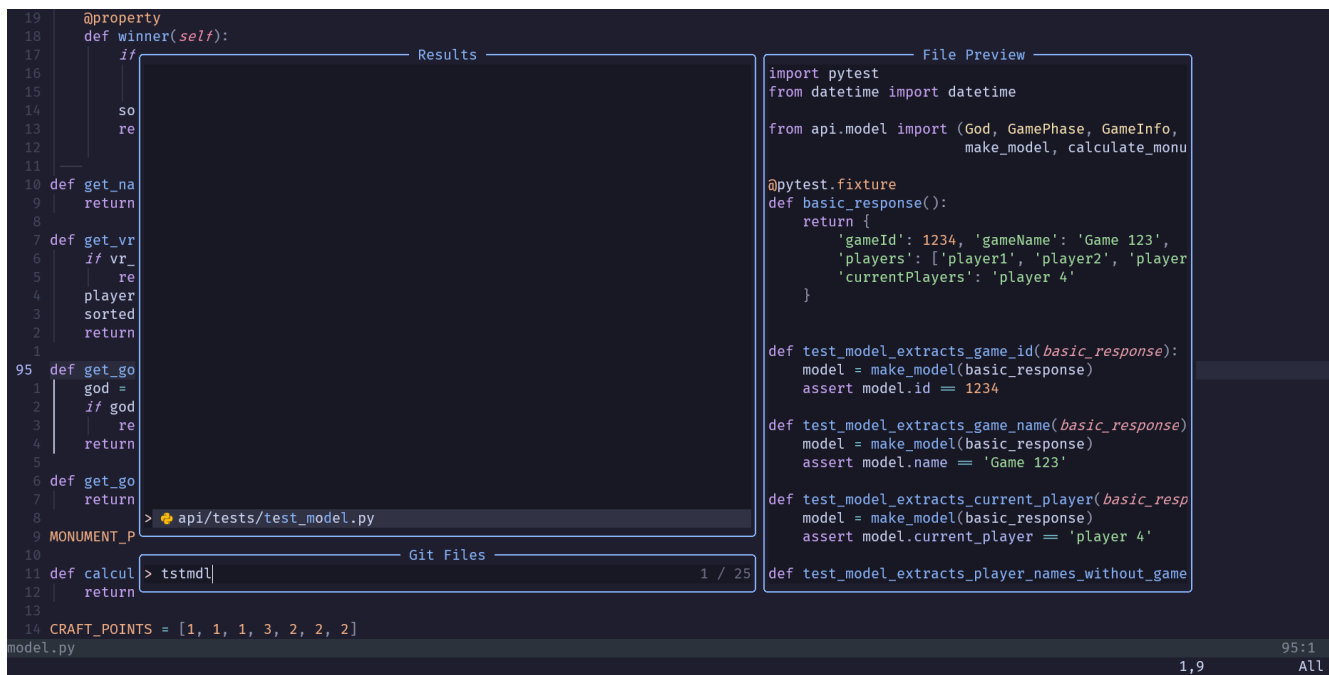 19 @property
18 def winner(self):
17 if
16
15
14 so
13 re
12
11
10 def get_na
9 return
8
7 def get_vr
6 if vr_
5 re
4 player
3 sorted
2 return
1
95 def get_go
1 god =
2 if god
3 re
4 return
5
6 def get_go
7 return
8
9 MONUMENT_P
10
11 def calcul
12 return
13
14 CRAFT_POINTS = [1, 1, 1, 3, 2, 2, 2]
model.py 95:1
1,9 All
Results
> api/tests/test_model.py
Git Files
> tstmdl 1 / 25
File Preview
import pytest
from datetime import datetime
from api.model import (God, GamePhase, GameInfo,
make_model, calculate_monu
@pytest.fixture
def basic_response():
return {
'gameId': 1234, 'gameName': 'Game 123',
'players': ['player1', 'player2', 'player
'currentPlayers': 'player 4'
}
def test_model_extracts_game_id(basic_response):
model = make_model(basic_response)
assert model.id == 1234
def test_model_extracts_game_name(basic_response)
model = make_model(basic_response)
assert model.name == 'Game 123'
def test_model_extracts_current_player(basic_resp
model = make_model(basic_response)
assert model.current_player == 'player 4'
def test_model_extracts_player_names_without_game